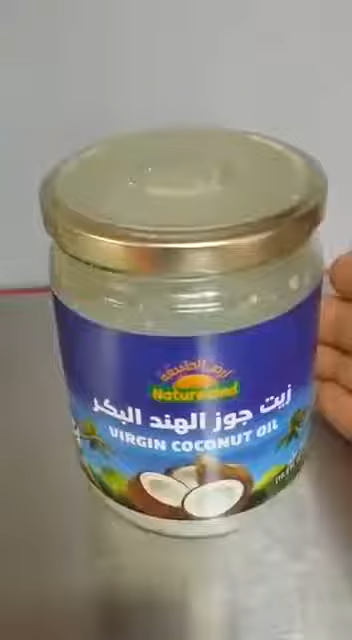 أرض الطبيعة
Natureland
زيت جوز الهند البكر
VIRGIN COCONUT OIL